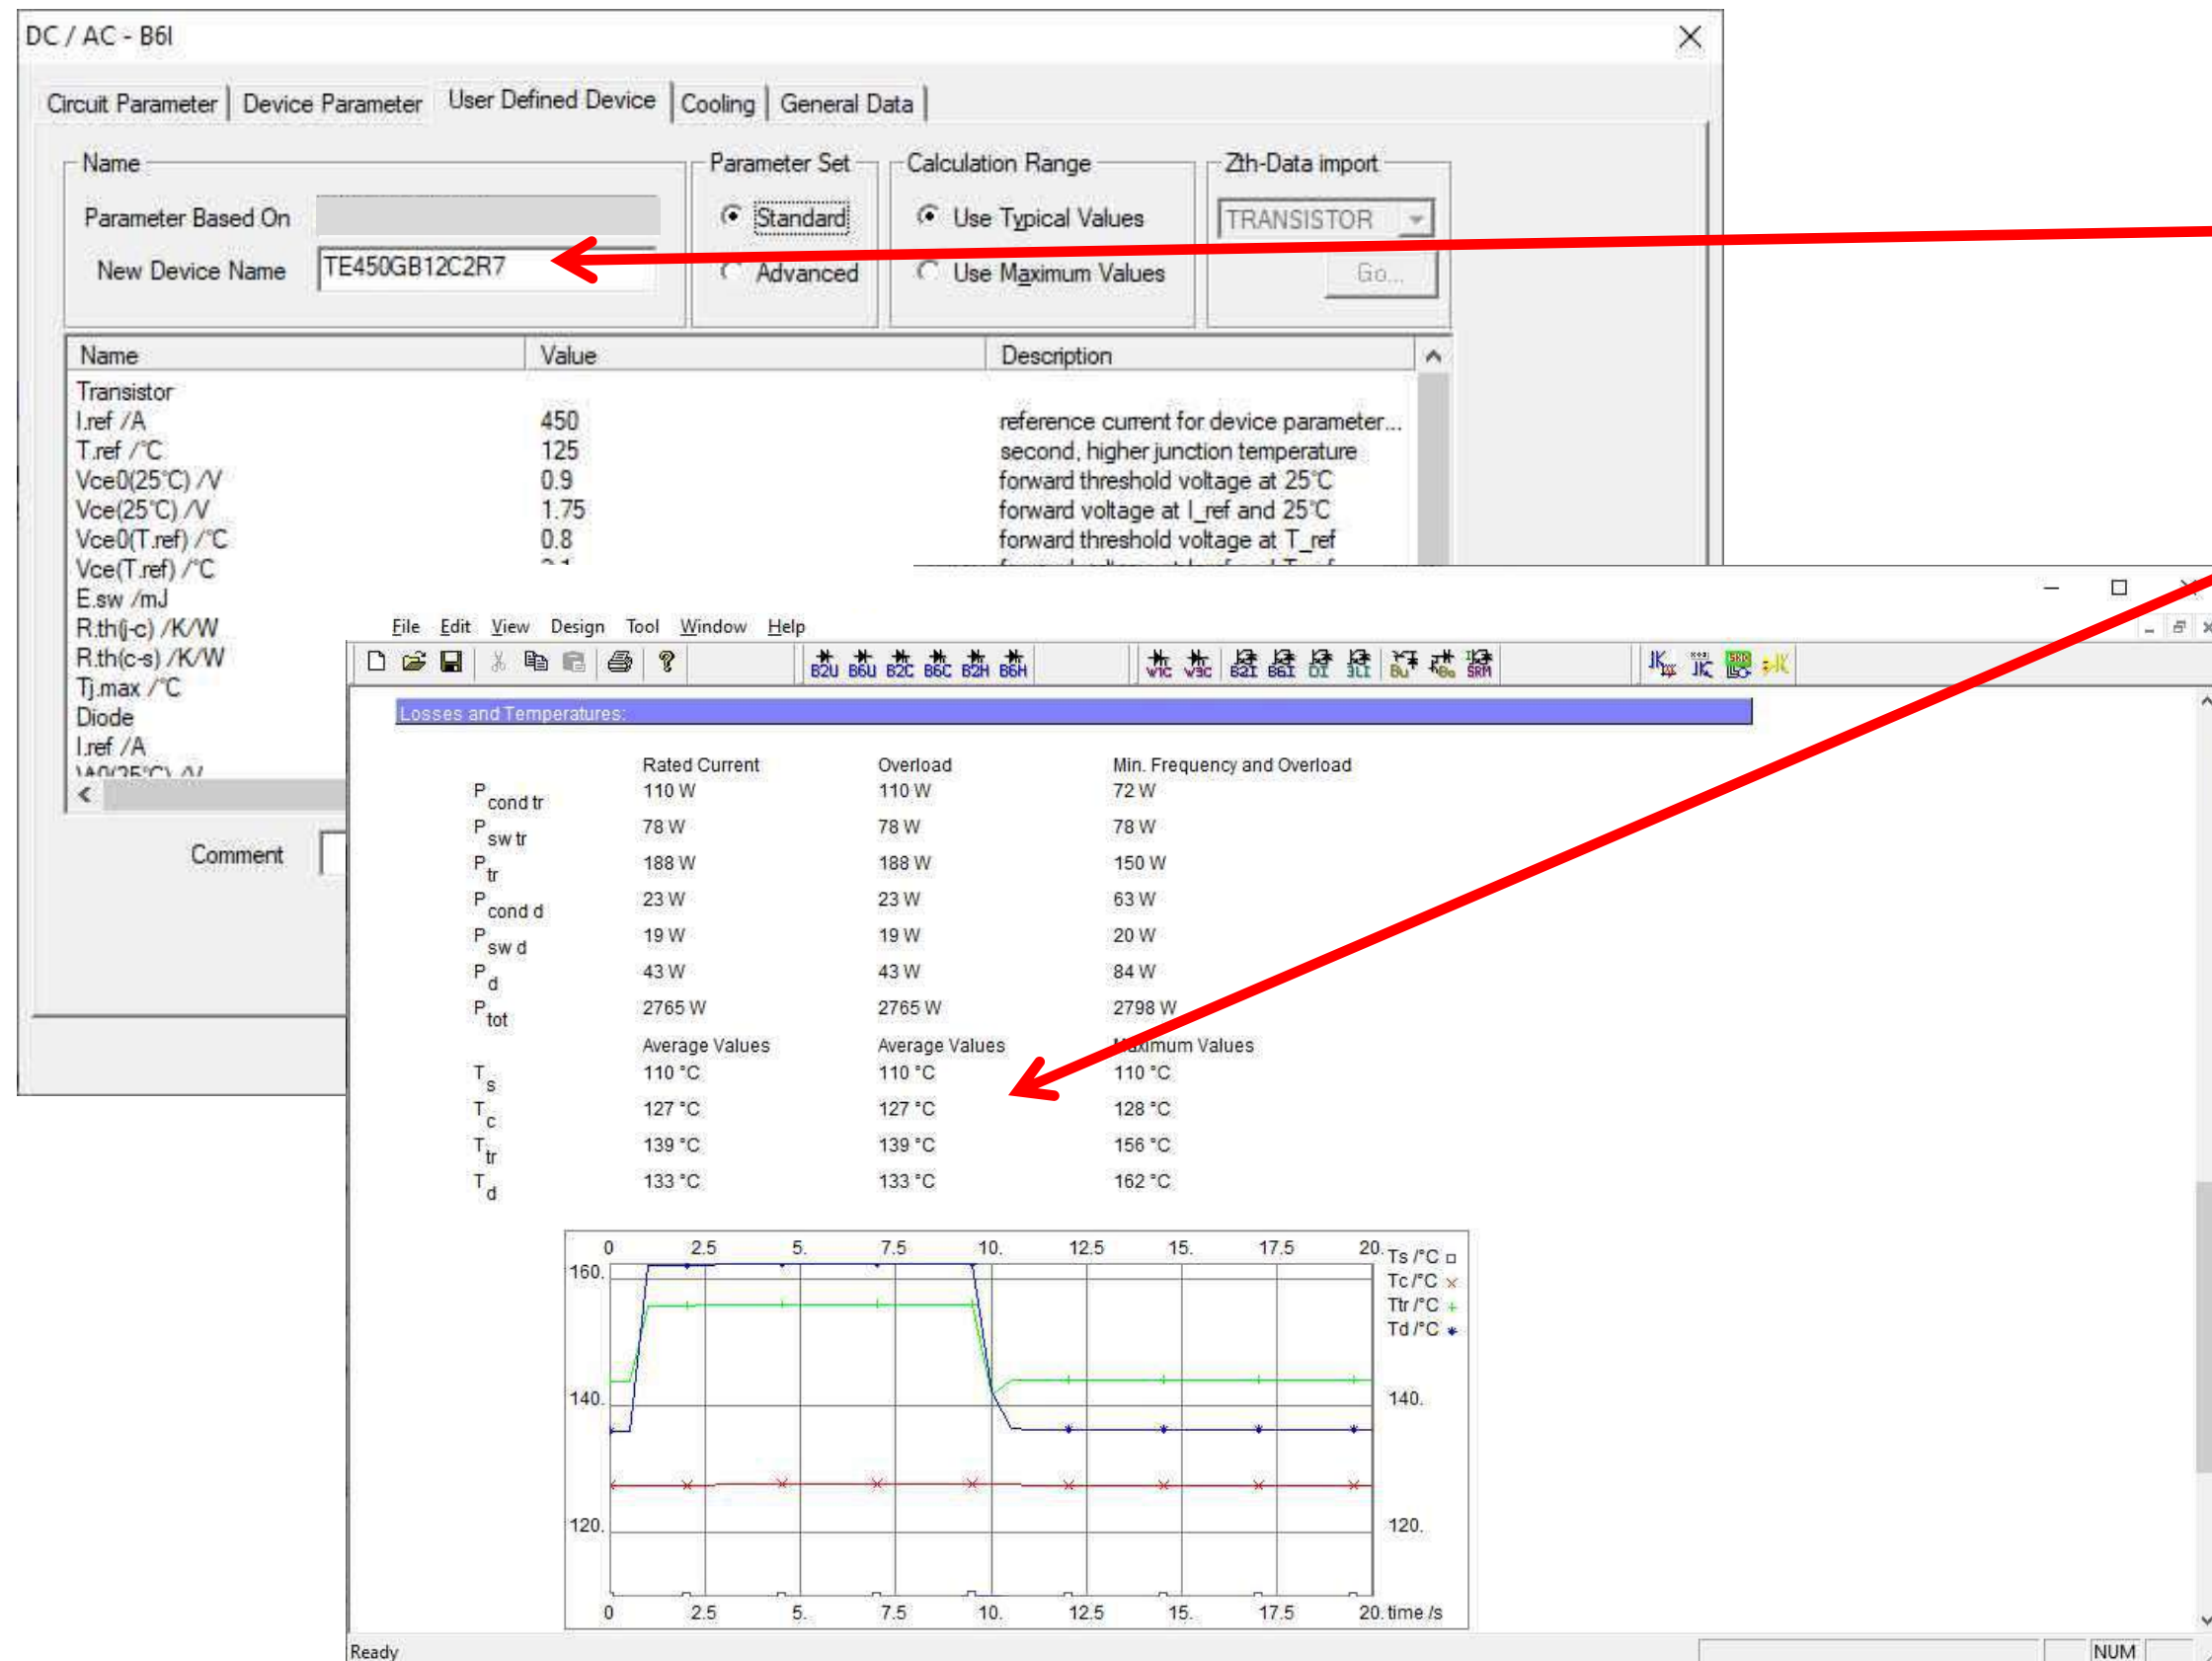 DC / AC - B6I
Circuit Parameter Device Parameter User Defined Device Cooling General Data
Name Parameter Set Calculation Range Zth-Data import
Parameter Based On Standard Use Typical Values TRANSISTOR
New Device Name TE450GB12C2R7 Advanced Use Maximum Values Go...
Name Value Description
Transistor
I.ref /A 450 reference current for device parameter...
T.ref /°C 125 second, higher junction temperature
Vce0(25°C) /V 0.9 forward threshold voltage at 25°C
Vce(25°C) /V 1.75 forward voltage at I_ref and 25°C
Vce0(T.ref) /°C 0.8 forward threshold voltage at T_ref
Vce(T.ref) /°C
E.sw /mJ
R.th(j-c) /K/W
R.th(c-s) /K/W
Tj.max /°C
Diode
I.ref /A
Comment
File Edit View Design Tool Window Help
B2U B6U B2C B6C B2H B6H W1C W3C B2I B6I DI 3LI Bu Bo SRM
Losses and Temperatures:
Rated Current Overload Min. Frequency and Overload
P cond tr 110 W 110 W 72 W
P sw tr 78 W 78 W 78 W
P tr 188 W 188 W 150 W
P cond d 23 W 23 W 63 W
P sw d 19 W 19 W 20 W
P d 43 W 43 W 84 W
P tot 2765 W 2765 W 2798 W
Average Values Average Values Maximum Values
T s 110 °C 110 °C 110 °C
T c 127 °C 127 °C 128 °C
T tr 139 °C 139 °C 156 °C
T d 133 °C 133 °C 162 °C
0 2.5 5. 7.5 10. 12.5 15. 17.5 20.
Ts /°C
160.
Tc /°C
Ttr /°C
Td /°C
140. 140.
120. 120.
0 2.5 5. 7.5 10. 12.5 15. 17.5 20. time /s
Ready NUM